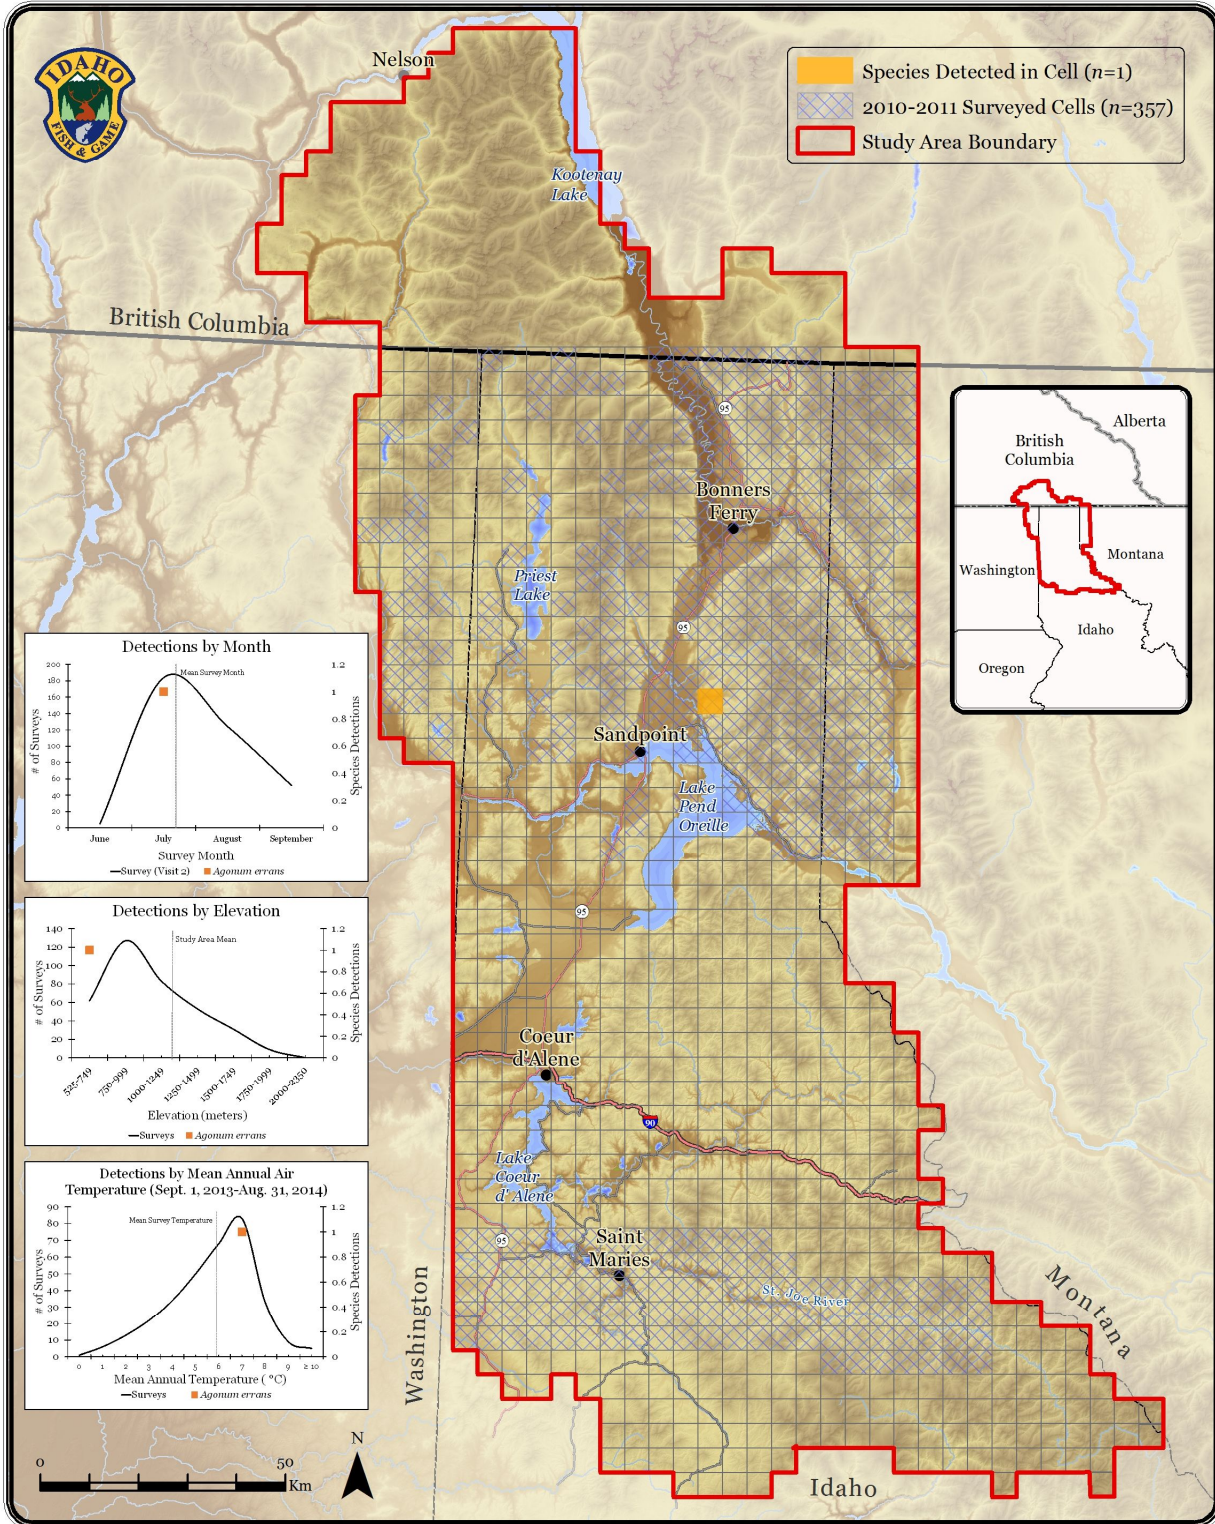 IDAHO
FISH & GAME
Nelson
Species Detected in Cell (n=1)
2010-2011 Surveyed Cells (n=357)
Study Area Boundary
Kootenay
Lake
British Columbia
95
Bonners
Ferry
Priest
Lake
95
Sandpoint
Lake
Pend
Oreille
95
Coeur
d'Alene
90
Lake
Coeur
d' Alene
95
Saint
Maries
St. Joe River
Washington
Montana
Idaho
Alberta
British
Columbia
Washington
Montana
Idaho
Oregon
Detections by Month
200
180
160
140
120
100
80
60
40
20
0
# of Surveys
Mean Survey Month
1.2
1
0.8
0.6
0.4
0.2
0
Species Detections
June July August September
Survey Month
Survey (Visit 2) Agonum errans
Detections by Elevation
140
120
100
80
60
40
20
0
# of Surveys
Study Area Mean
1.2
1
0.8
0.6
0.4
0.2
0
Species Detections
525-749 750-999 1000-1249 1250-1499 1500-1749 1750-1999 2000-2350
Elevation (meters)
Surveys Agonum errans
Detections by Mean Annual Air
Temperature (Sept. 1, 2013-Aug. 31, 2014)
90
80
70
60
50
40
30
20
10
0
# of Surveys
Mean Survey Temperature
1.2
1
0.8
0.6
0.4
0.2
0
Species Detections
0 1 2 3 4 5 6 7 8 9 ≥ 10
Mean Annual Temperature ( °C)
Surveys Agonum errans
0 50
Km
N